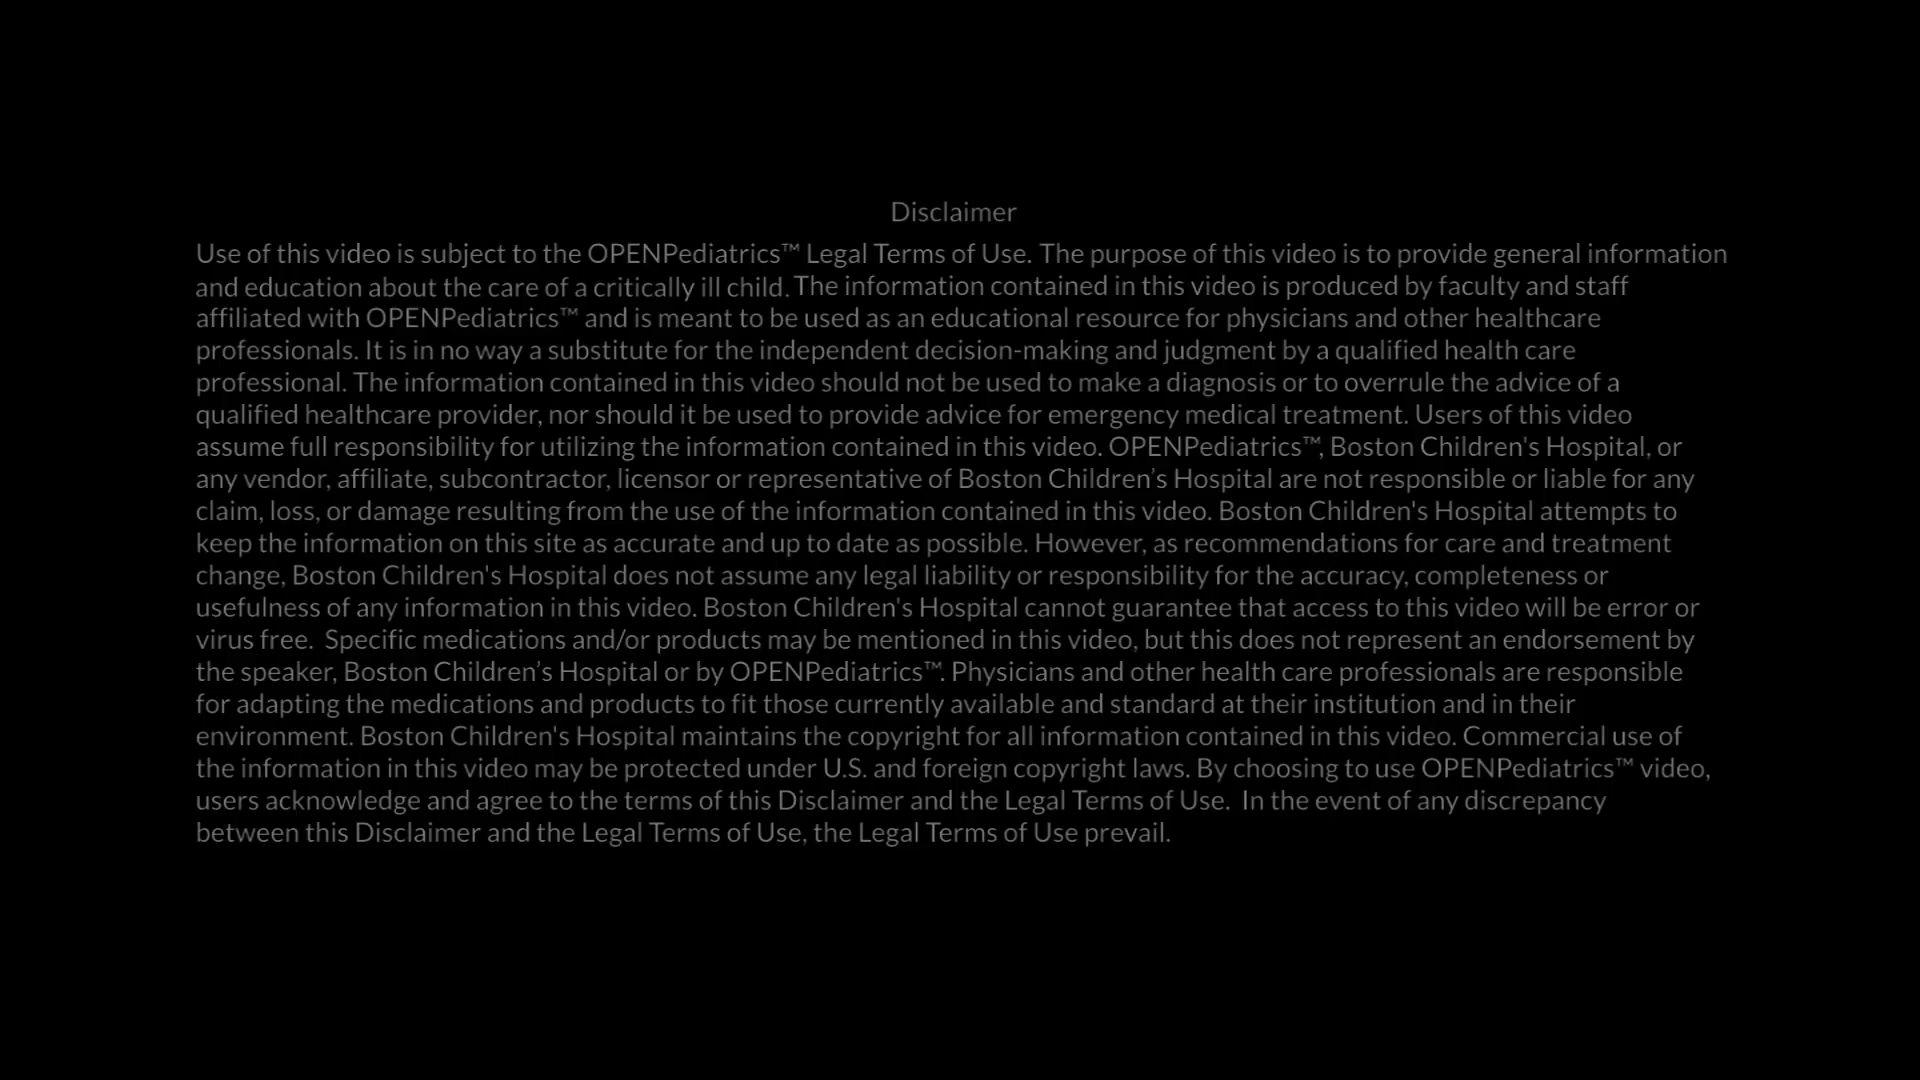 Disclaimer
Use of this video is subject to the OPENPediatrics™ Legal Terms of Use. The purpose of this video is to provide general information
and education about the care of a critically ill child. The information contained in this video is produced by faculty and staff
affiliated with OPENPediatrics™ and is meant to be used as an educational resource for physicians and other healthcare
professionals. It is in no way a substitute for the independent decision-making and judgment by a qualified health care
professional. The information contained in this video should not be used to make a diagnosis or to overrule the advice of a
qualified healthcare provider, nor should it be used to provide advice for emergency medical treatment. Users of this video
assume full responsibility for utilizing the information contained in this video. OPENPediatrics™, Boston Children's Hospital, or
any vendor, affiliate, subcontractor, licensor or representative of Boston Children’s Hospital are not responsible or liable for any
claim, loss, or damage resulting from the use of the information contained in this video. Boston Children's Hospital attempts to
keep the information on this site as accurate and up to date as possible. However, as recommendations for care and treatment
change, Boston Children's Hospital does not assume any legal liability or responsibility for the accuracy, completeness or
usefulness of any information in this video. Boston Children's Hospital cannot guarantee that access to this video will be error or
virus free.  Specific medications and/or products may be mentioned in this video, but this does not represent an endorsement by
the speaker, Boston Children’s Hospital or by OPENPediatrics™. Physicians and other health care professionals are responsible
for adapting the medications and products to fit those currently available and standard at their institution and in their
environment. Boston Children's Hospital maintains the copyright for all information contained in this video. Commercial use of
the information in this video may be protected under U.S. and foreign copyright laws. By choosing to use OPENPediatrics™ video,
users acknowledge and agree to the terms of this Disclaimer and the Legal Terms of Use.  In the event of any discrepancy
between this Disclaimer and the Legal Terms of Use, the Legal Terms of Use prevail.